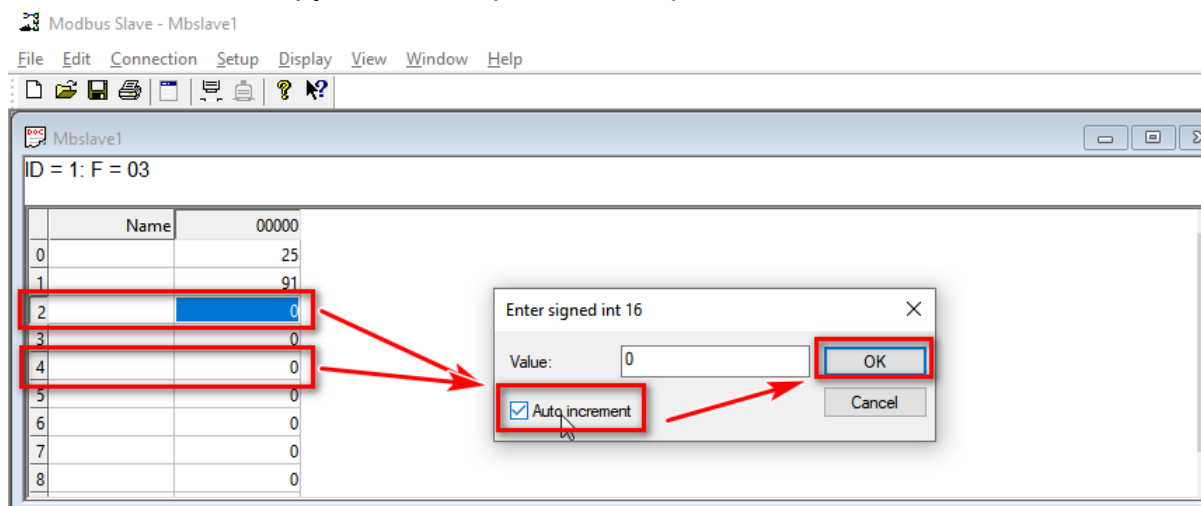 Modbus Slave - Mbslave1
File Edit Connection Setup Display View Window Help
Mbslave1
ID = 1: F = 03
Name 00000
0 25
1 91
2 0
3 0
4 0
5 0
6 0
7 0
8 0
Enter signed int 16
Value: 0
OK
Auto increment
Cancel